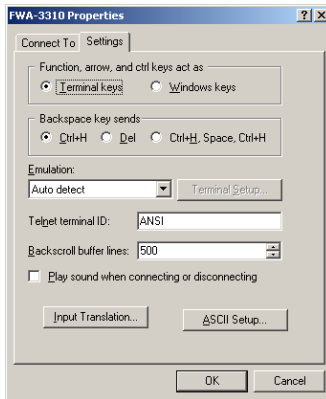 FWA-3310 Properties
Connect To Settings
Function, arrow, and ctrl keys act as
Terminal keys Windows keys
Backspace key sends
Ctrl+H Del Ctrl+H, Space, Ctrl+H
Emulation:
Auto detect Terminal Setup...
Telnet terminal ID: ANSI
Backscroll buffer lines: 500
Play sound when connecting or disconnecting
Input Translation... ASCII Setup...
OK Cancel